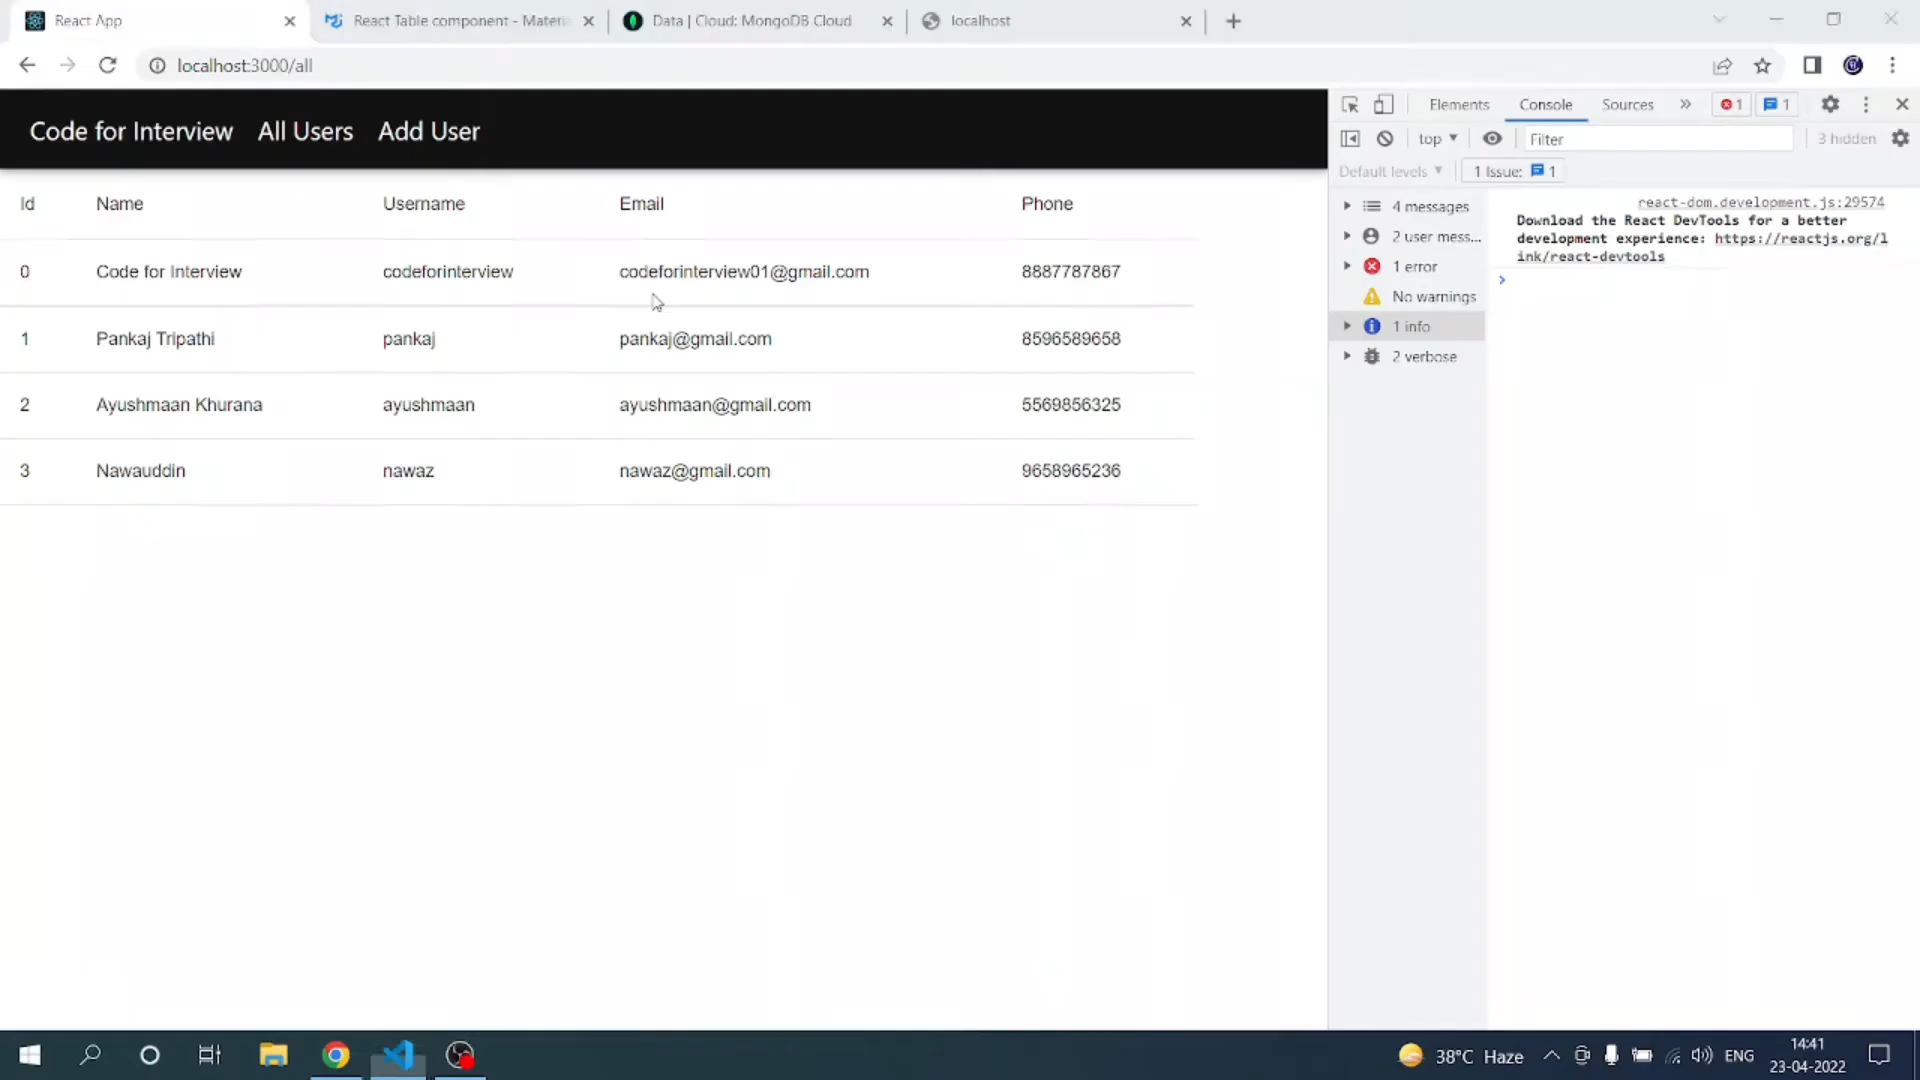 React App
React Table component - Materi
Data | Cloud: MongoDB Cloud
localhost
localhost:3000/all
Code for Interview All Users Add User
Id Name Username Email Phone
0 Code for Interview codeforinterview codeforinterview01@gmail.com 8887787867
1 Pankaj Tripathi pankaj pankaj@gmail.com 8596589658
2 Ayushmaan Khurana ayushmaan ayushmaan@gmail.com 5569856325
3 Nawauddin nawaz nawaz@gmail.com 9658965236
Elements Console Sources » 1 1
top Filter 3 hidden
Default levels 1 Issue: 1
4 messages
2 user mess...
1 error
No warnings
1 info
2 verbose
react-dom.development.js:29574
Download the React DevTools for a better
development experience: https://reactjs.org/l
ink/react-devtools
38°C Haze ENG
14:41
23-04-2022